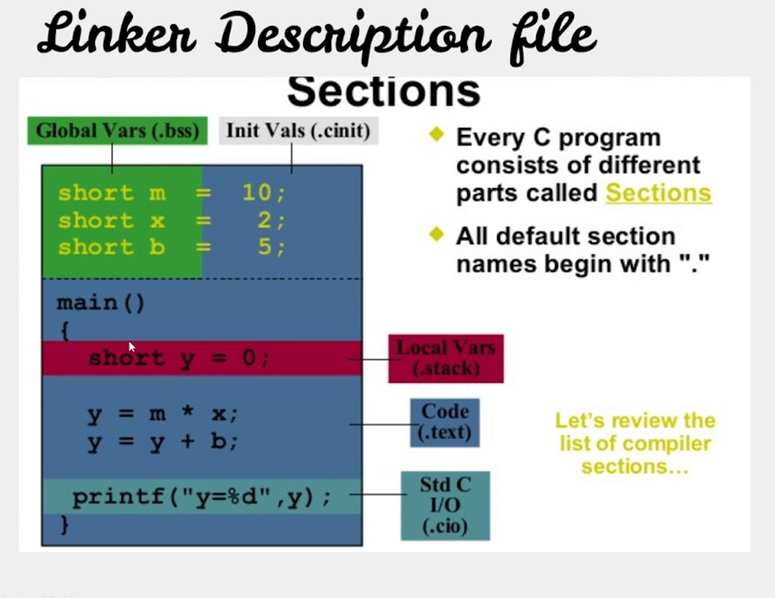 Linker Description file
Sections
Global Vars (.bss)
Init Vals (.cinit)
short m = 10;
short x = 2;
short b = 5;
main()
{
short y = 0;
y = m * x;
y = y + b;
printf("y=%d",y);
}
Local Vars
(.stack)
Code
(.text)
Std C
I/O
(.cio)
Every C program
consists of different
parts called Sections
All default section
names begin with "."
Let's review the
list of compiler
sections...